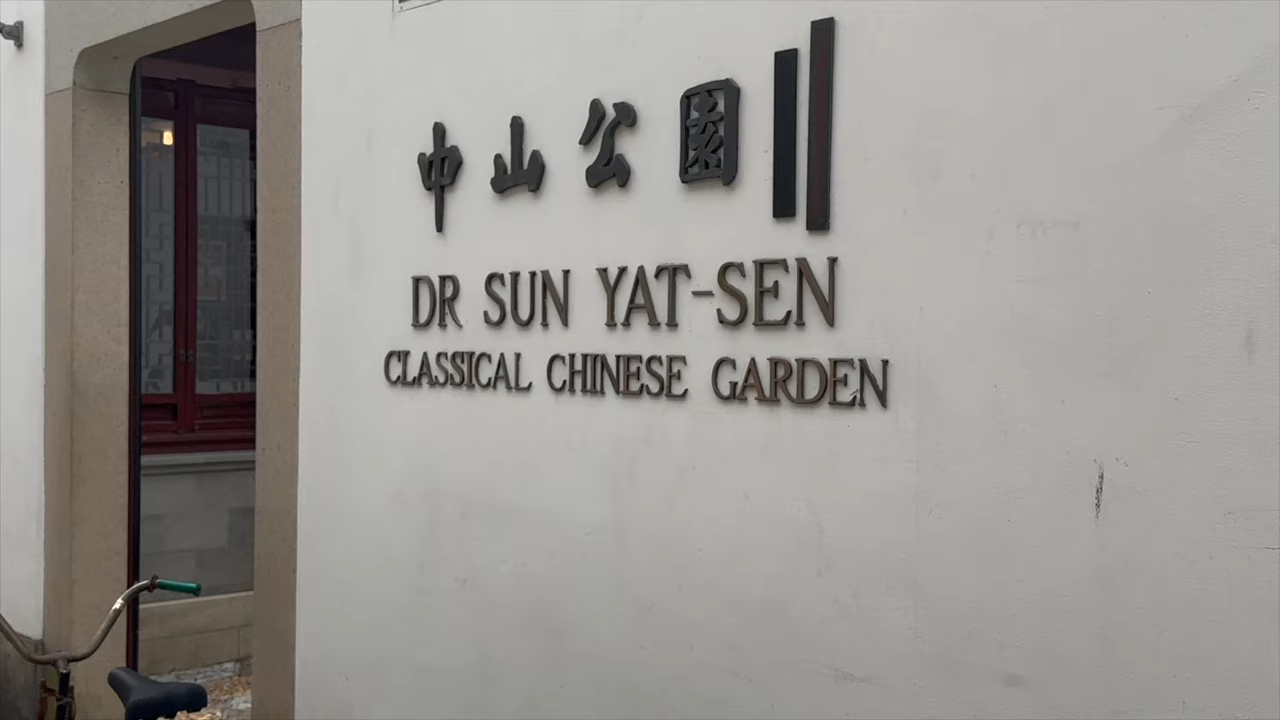 中山公園
DR SUN YAT-SEN
CLASSICAL CHINESE GARDEN